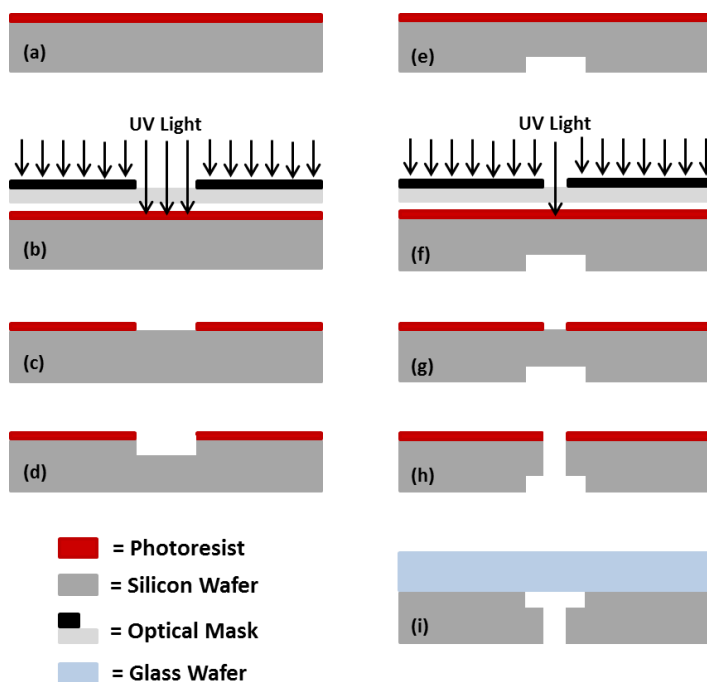 (a)
(e)
UV Light
UV Light
(b)
(f)
(c)
(g)
(d)
(h)
= Photoresist
= Silicon Wafer
= Optical Mask
= Glass Wafer
(i)